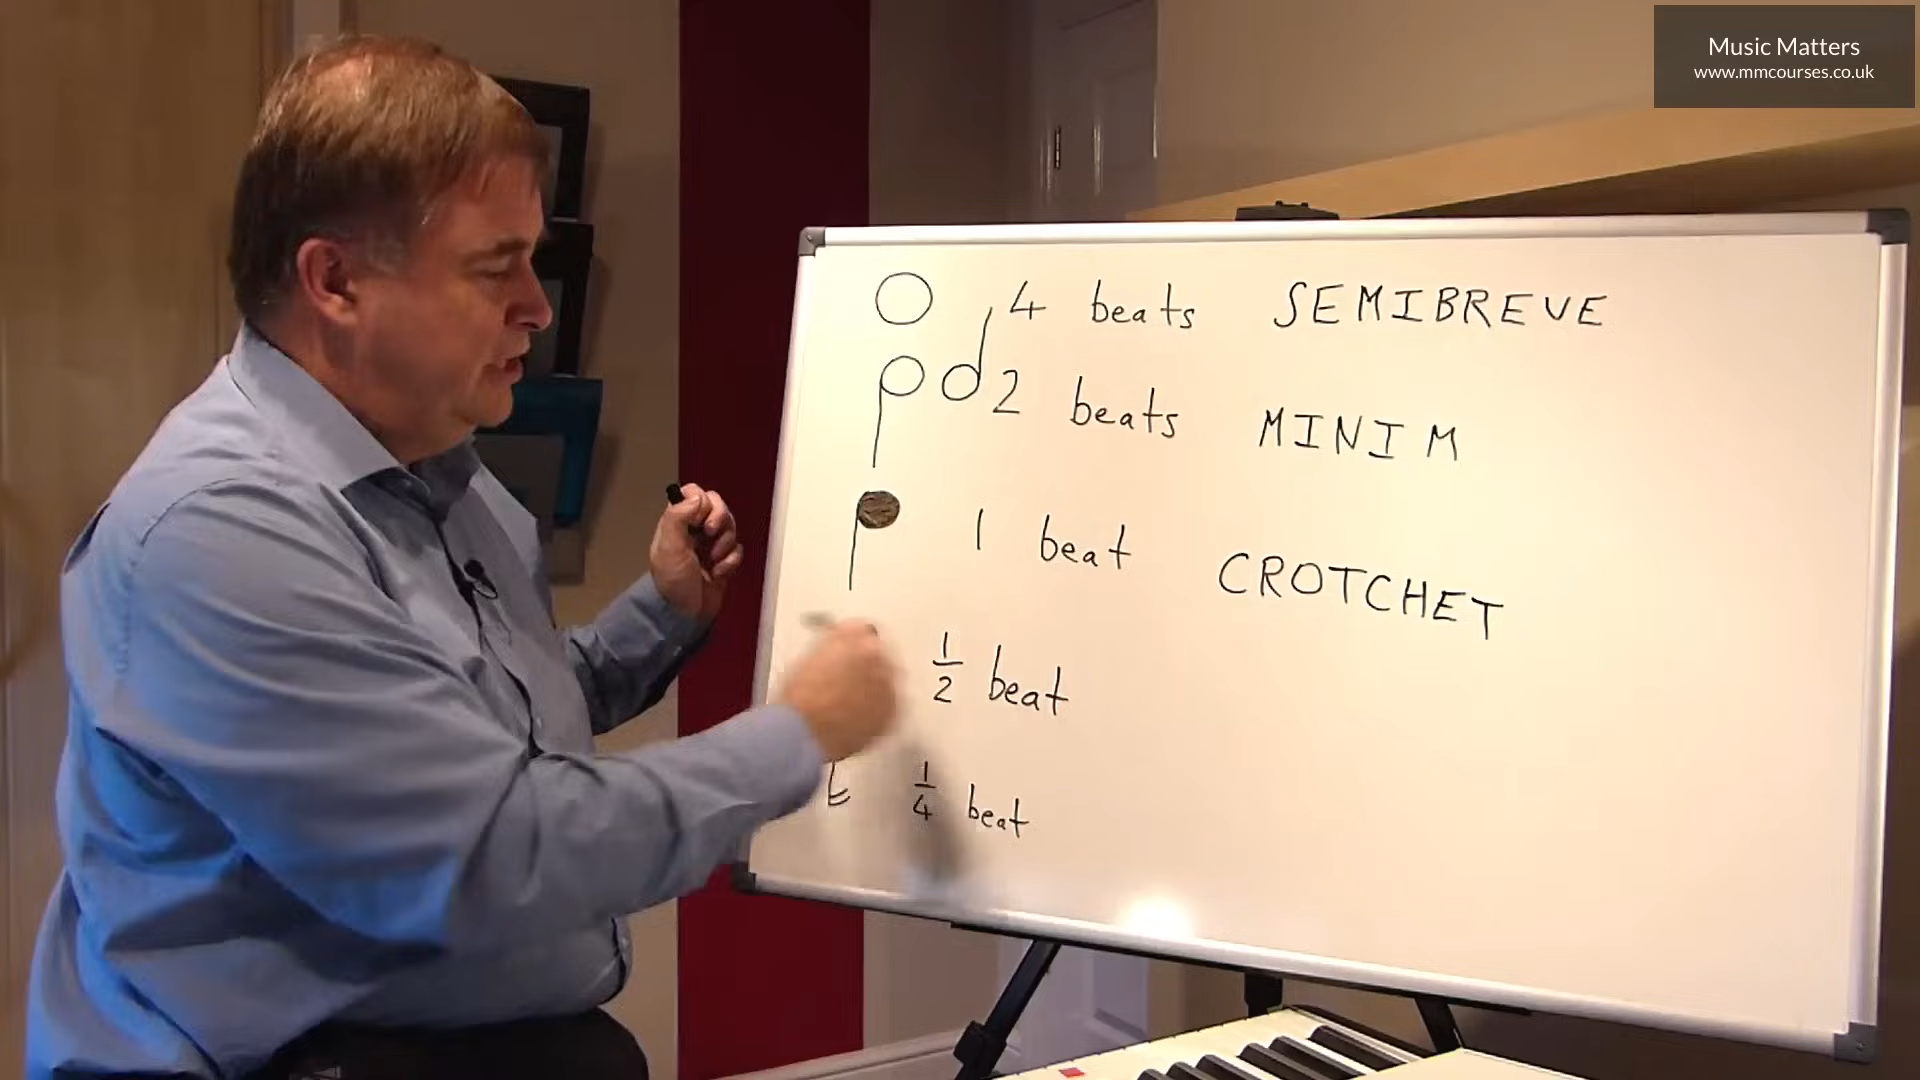 Music Matters
www.mmcourses.co.uk
4 beats SEMIBREVE
2 beats MINIM
1 beat CROTCHET
1/2 beat
1/4 beat